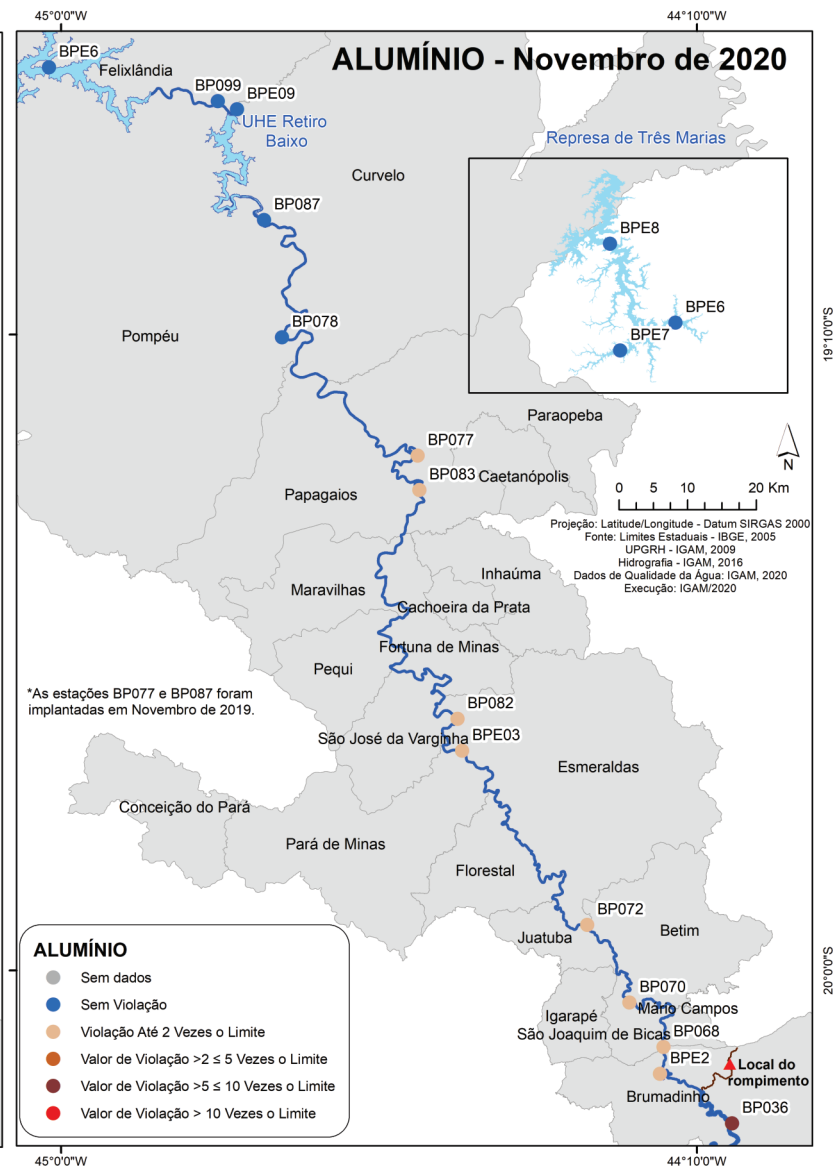 45°0'0"W
44°10'0"W
ALUMÍNIO - Novembro de 2020
BPE6
Felixlândia
BP099
BPE09
UHE Retiro
Baixo
Represa de Três Marias
Curvelo
BP087
BPE8
BPE6
BPE7
Pompéu
BP078
19°10'0"S
Paraopeba
BP077
BP083
Caetanópolis
Papagaios
N
0 5 10 20 Km
Projeção: Latitude/Longitude - Datum SIRGAS 2000
Fonte: Limites Estaduais - IBGE, 2005
UPGRH - IGAM, 2009
Hidrografia - IGAM, 2016
Dados de Qualidade da Água: IGAM, 2020
Execução: IGAM/2020
Inhaúma
Maravilhas
Cachoeira da Prata
Fortuna de Minas
Pequi
*As estações BP077 e BP087 foram
implantadas em Novembro de 2019.
BP082
São José da Varginha
BPE03
Esmeraldas
Conceição do Pará
Pará de Minas
Florestal
BP072
Juatuba
Betim
20°0'0"S
BP070
Mário Campos
Igarapé
São Joaquim de Bicas
BP068
BPE2
Local do
rompimento
Brumadinho
BP036
ALUMÍNIO
Sem dados
Sem Violação
Violação Até 2 Vezes o Limite
Valor de Violação >2 ≤ 5 Vezes o Limite
Valor de Violação >5 ≤ 10 Vezes o Limite
Valor de Violação > 10 Vezes o Limite
45°0'0"W
44°10'0"W